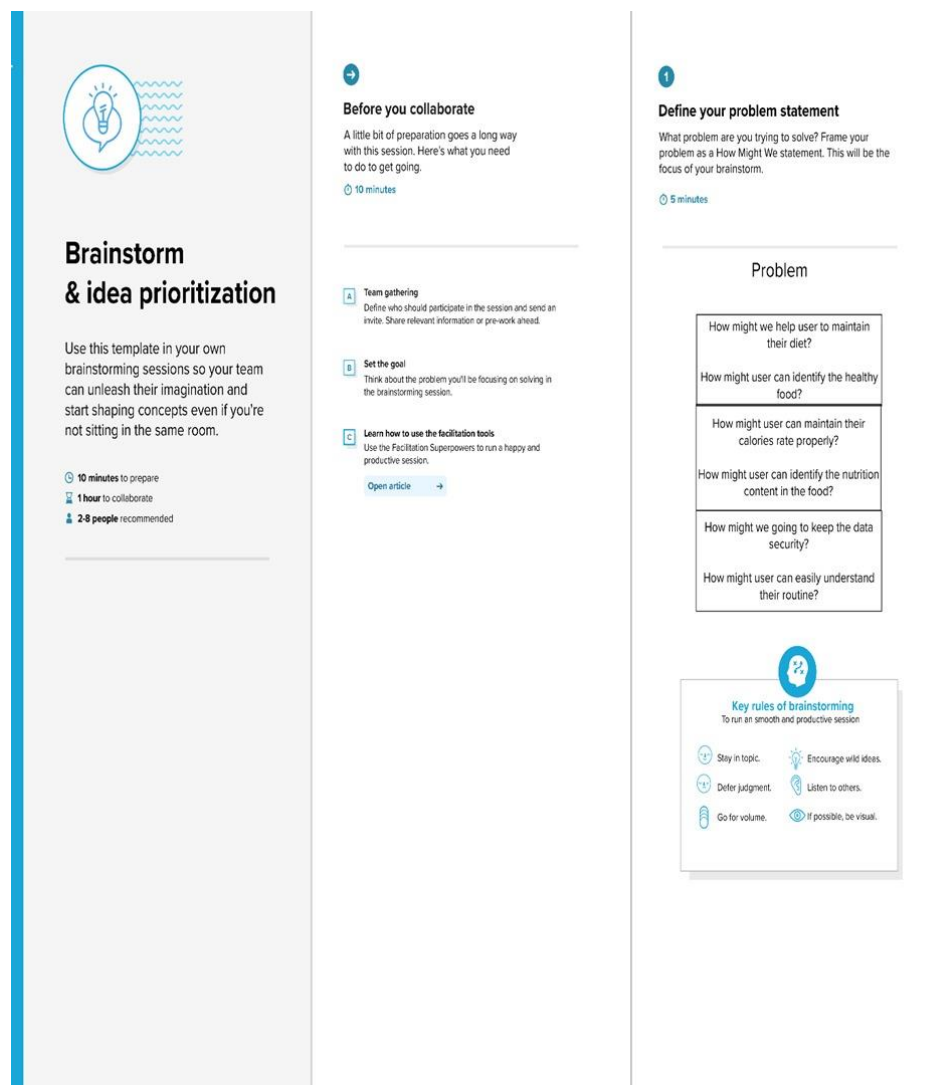 Brainstorm
& idea prioritization
Use this template in your own
brainstorming sessions so your team
can unleash their imagination and
start shaping concepts even if you're
not sitting in the same room.
10 minutes to prepare
1 hour to collaborate
2-8 people recommended
Before you collaborate
A little bit of preparation goes a long way
with this session. Here's what you need
to do to get going.
10 minutes
A
Team gathering
Define who should participate in the session and send an
invite. Share relevant information or pre-work ahead.
B
Set the goal
Think about the problem you'll be focusing on solving in
the brainstorming session.
C
Learn how to use the facilitation tools
Use the Facilitation Superpowers to run a happy and
productive session.
Open article
1
Define your problem statement
What problem are you trying to solve? Frame your
problem as a How Might We statement. This will be the
focus of your brainstorm.
5 minutes
Problem
How might we help user to maintain
their diet?
How might user can identify the healthy
food?
How might user can maintain their
calories rate properly?
How might user can identify the nutrition
content in the food?
How might we going to keep the data
security?
How might user can easily understand
their routine?
Key rules of brainstorming
To run an smooth and productive session
Stay in topic.
Encourage wild ideas.
Defer judgment.
Listen to others.
Go for volume.
If possible, be visual.